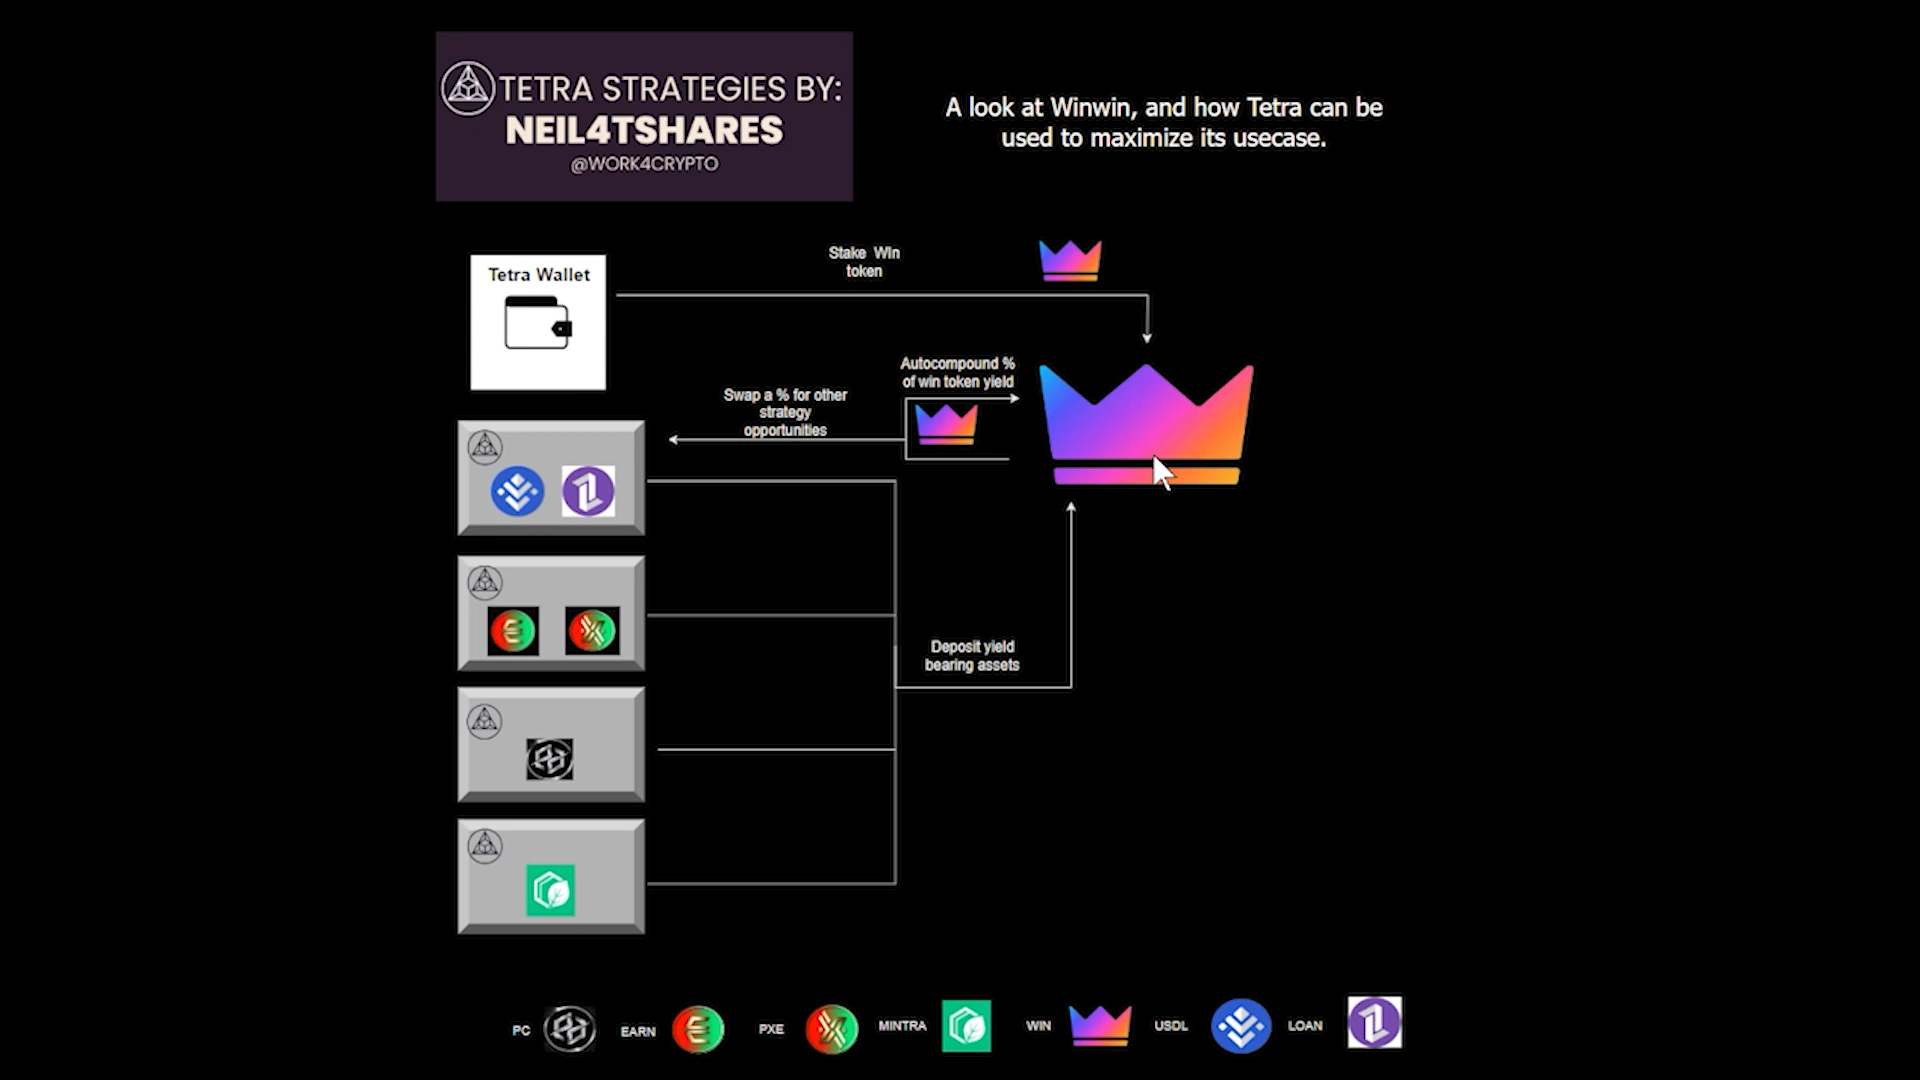 TETRA STRATEGIES BY:
NEIL4TSHARES
@WORK4CRYPTO
A look at Winwin, and how Tetra can be
used to maximize its usecase.
Tetra Wallet
Stake Win
token
Autocompound %
of win token yield
Swap a % for other
strategy
opportunities
Deposit yield
bearing assets
PC
EARN
PXE
MINTRA
WIN
USDL
LOAN